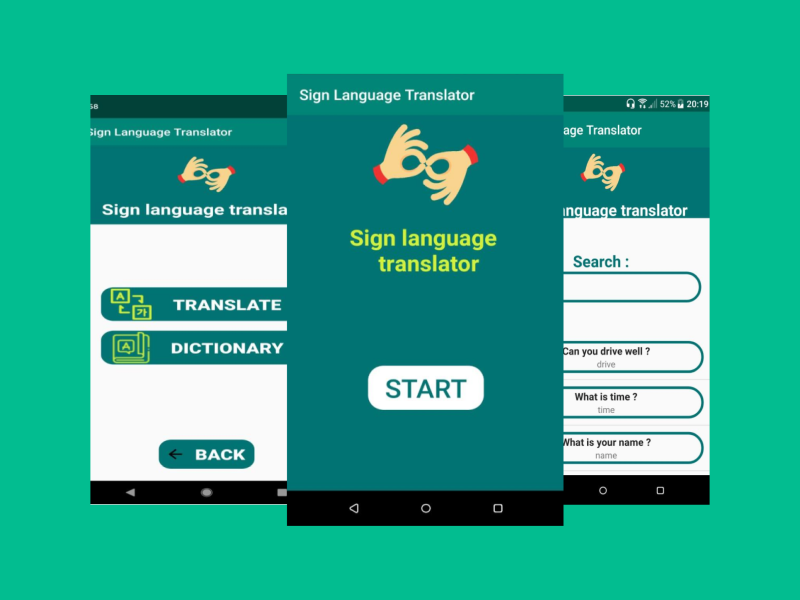 58
Sign Language Translator
Sign language transla
TRANSLATE
DICTIONARY
BACK
Sign Language Translator
Sign language
translator
START
52% 20:19
age Translator
nguage translator
Search :
Can you drive well ?
drive
What is time ?
time
What is your name ?
name